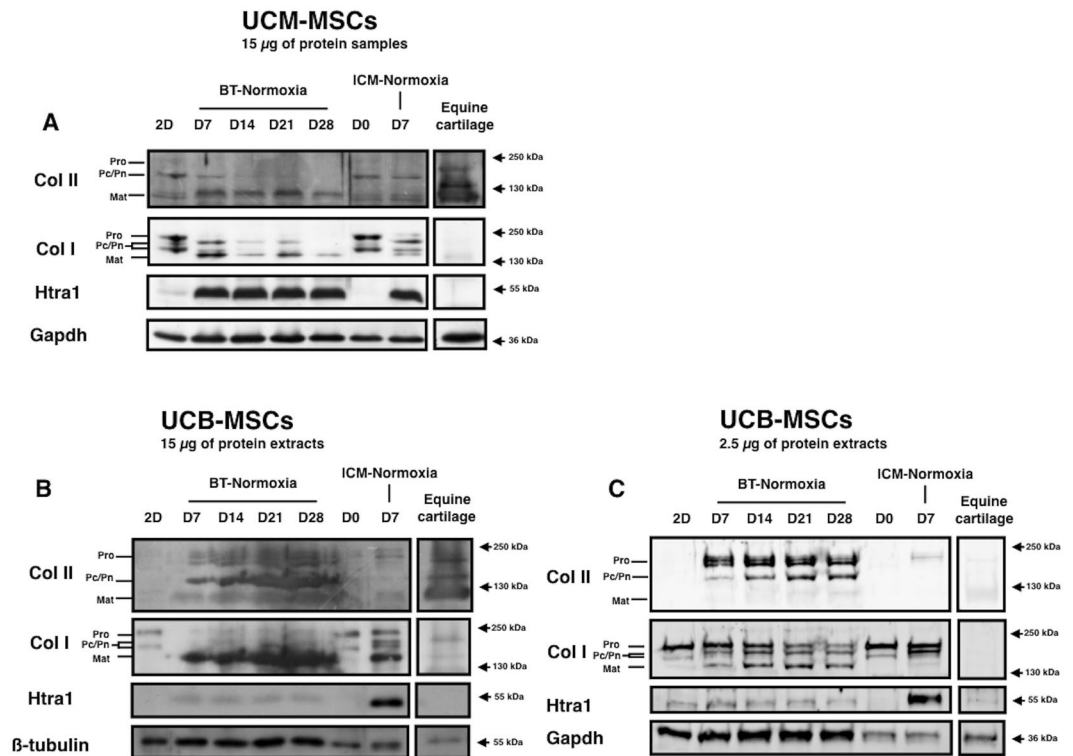 UCM-MSCs
15 µg of protein samples
BT-Normoxia
ICM-Normoxia
A
2D D7 D14 D21 D28 D0 D7 Equine cartilage
Col II
Pro
Pc/Pn
Mat
250 kDa
130 kDa
Col I
Pro
Pc/Pn
Mat
250 kDa
130 kDa
Htra1
55 kDa
Gapdh
36 kDa
UCB-MSCs
15 µg of protein extracts
B
BT-Normoxia
ICM-Normoxia
2D D7 D14 D21 D28 D0 D7 Equine cartilage
Col II
Pro
Pc/Pn
Mat
250 kDa
130 kDa
Col I
Pro
Pc/Pn
Mat
250 kDa
130 kDa
Htra1
55 kDa
ß-tubulin
55 kDa
UCB-MSCs
2.5 µg of protein extracts
C
BT-Normoxia
ICM-Normoxia
2D D7 D14 D21 D28 D0 D7 Equine cartilage
Col II
Pro
Pc/Pn
Mat
250 kDa
130 kDa
Col I
Pro
Pc/Pn
Mat
250 kDa
130 kDa
Htra1
55 kDa
Gapdh
36 kDa